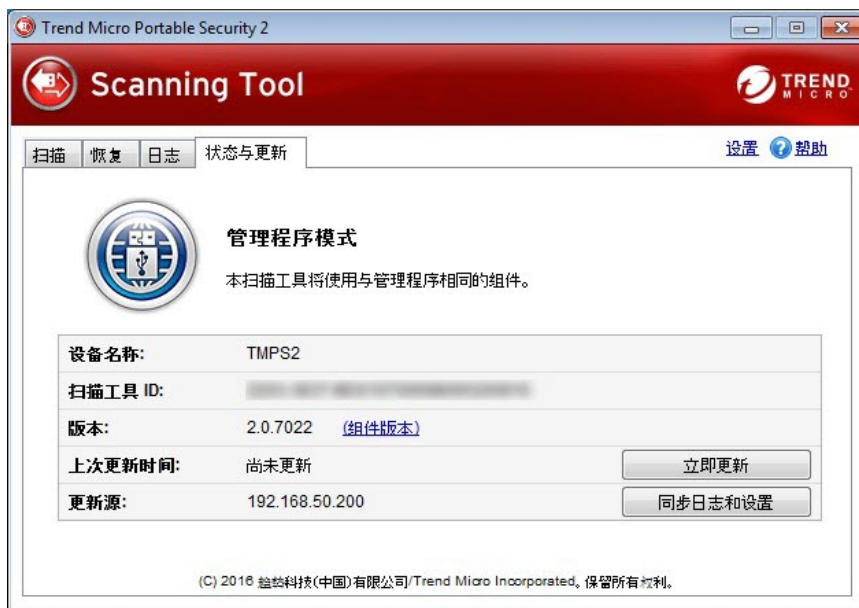 Trend Micro Portable Security 2
Scanning Tool
TREND MICRO
扫描 恢复 日志 状态与更新 设置 帮助
管理程序模式
本扫描工具将使用与管理程序相同的组件。
设备名称: TMPS2
扫描工具 ID:
版本: 2.0.7022 (组件版本)
上次更新时间: 尚未更新 立即更新
更新源: 192.168.50.200 同步日志和设置
(C) 2016 趋势科技(中国)有限公司/Trend Micro Incorporated。保留所有权利。